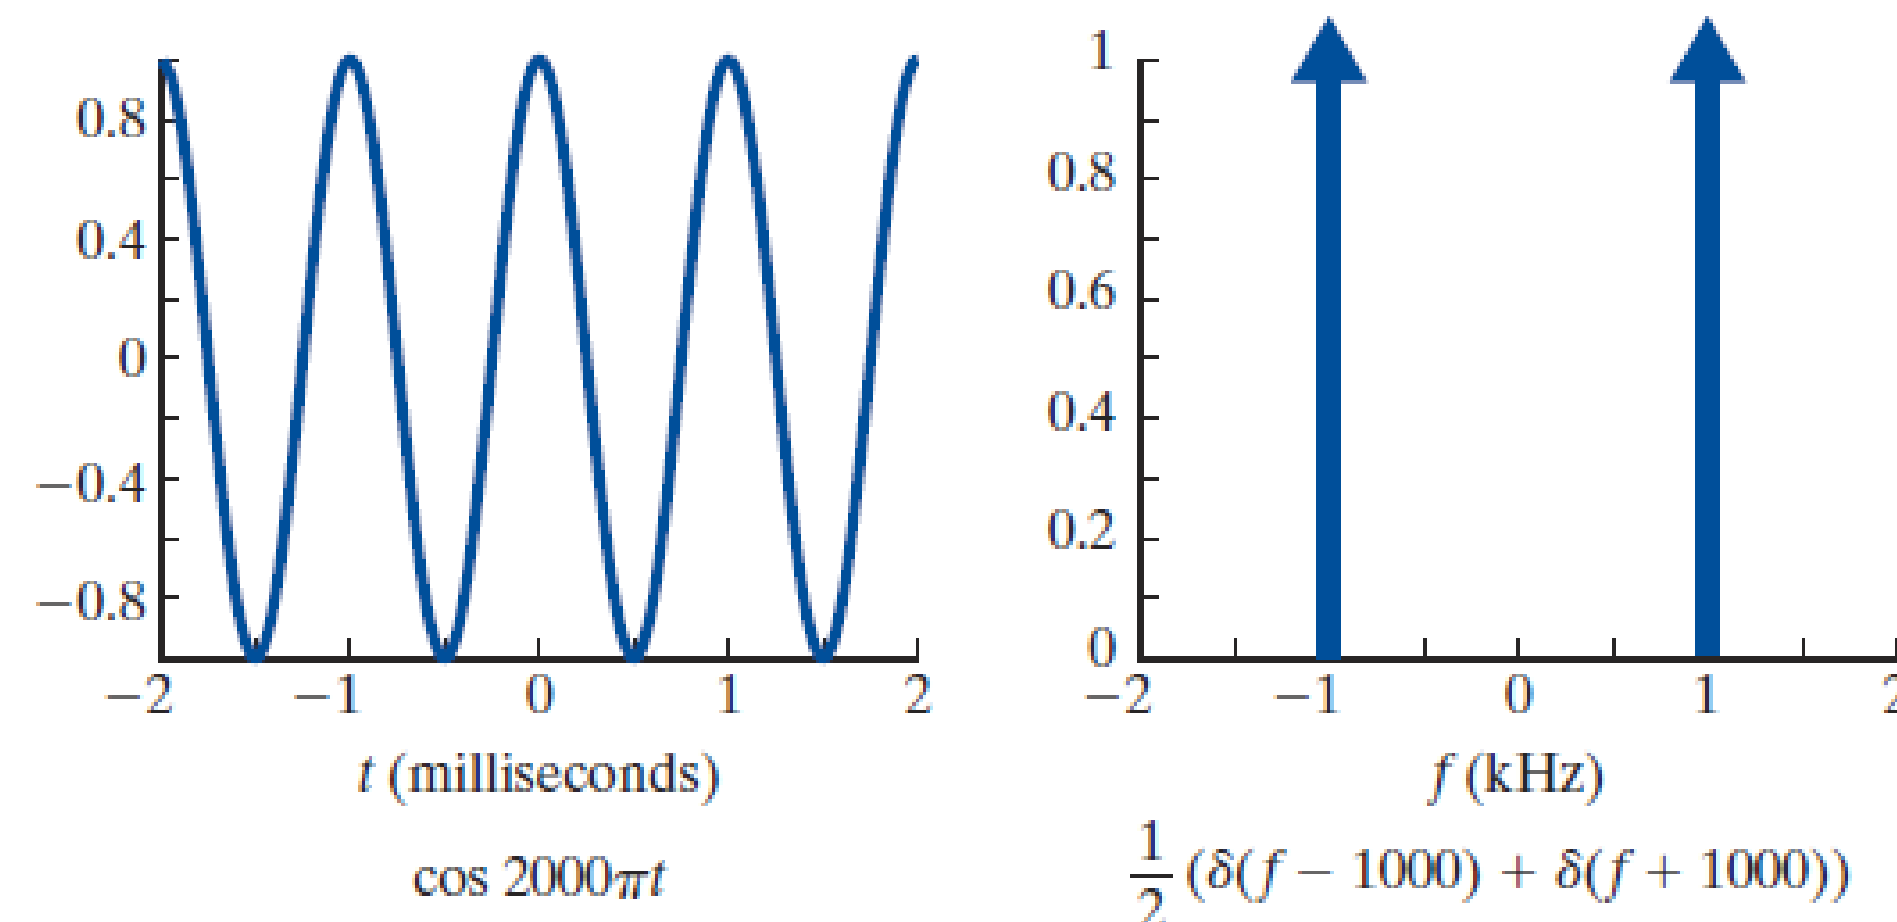 0.8
0.4
0
−0.4
−0.8
−2 −1 0 1 2
t (milliseconds)
cos 2000πt
1
0.8
0.6
0.4
0.2
0
−2 −1 0 1 2
f (kHz)
1/2 (δ(f − 1000) + δ(f + 1000))